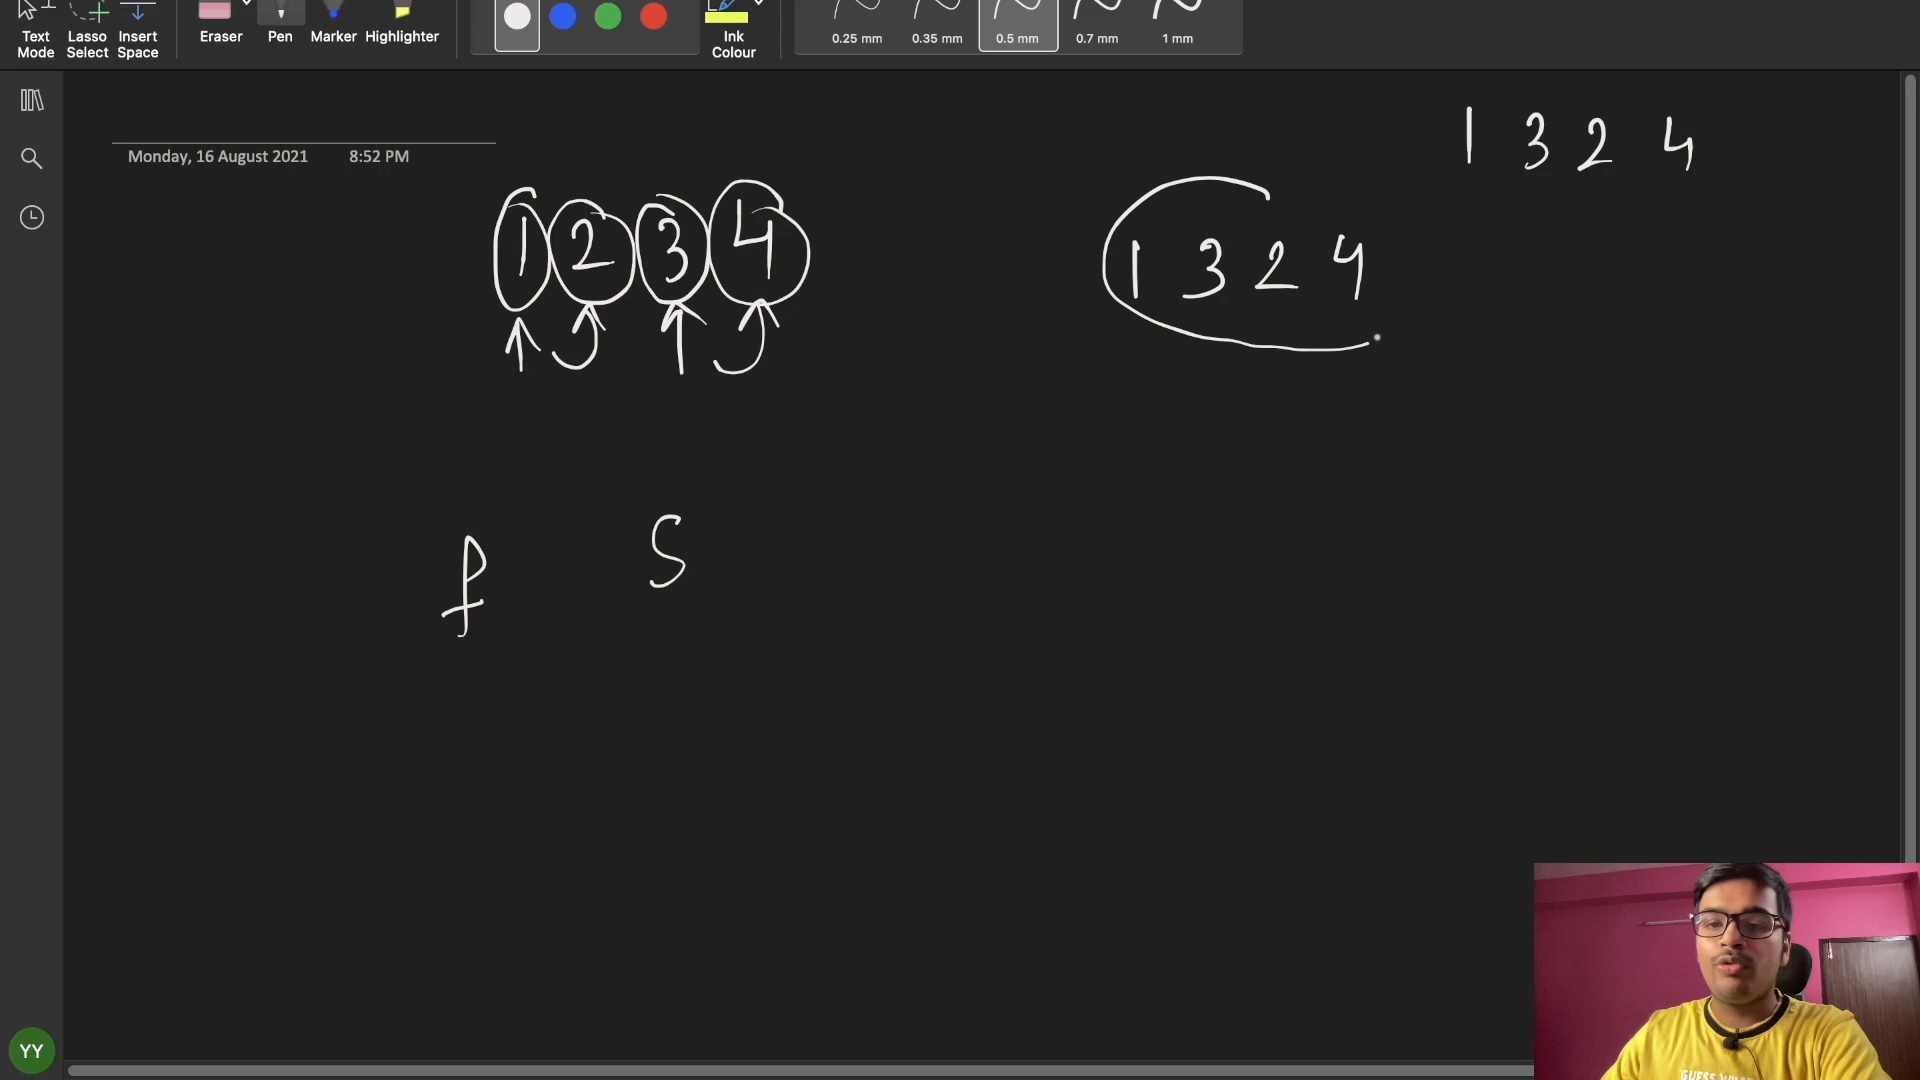 Text Mode
Lasso Select
Insert Space
Eraser
Pen
Marker
Highlighter
Ink Colour
0.25 mm
0.35 mm
0.5 mm
0.7 mm
1 mm
1 3 2 4
Monday, 16 August 2021 8:52 PM
1 2 3 4
1 3 2 4
f S
YY